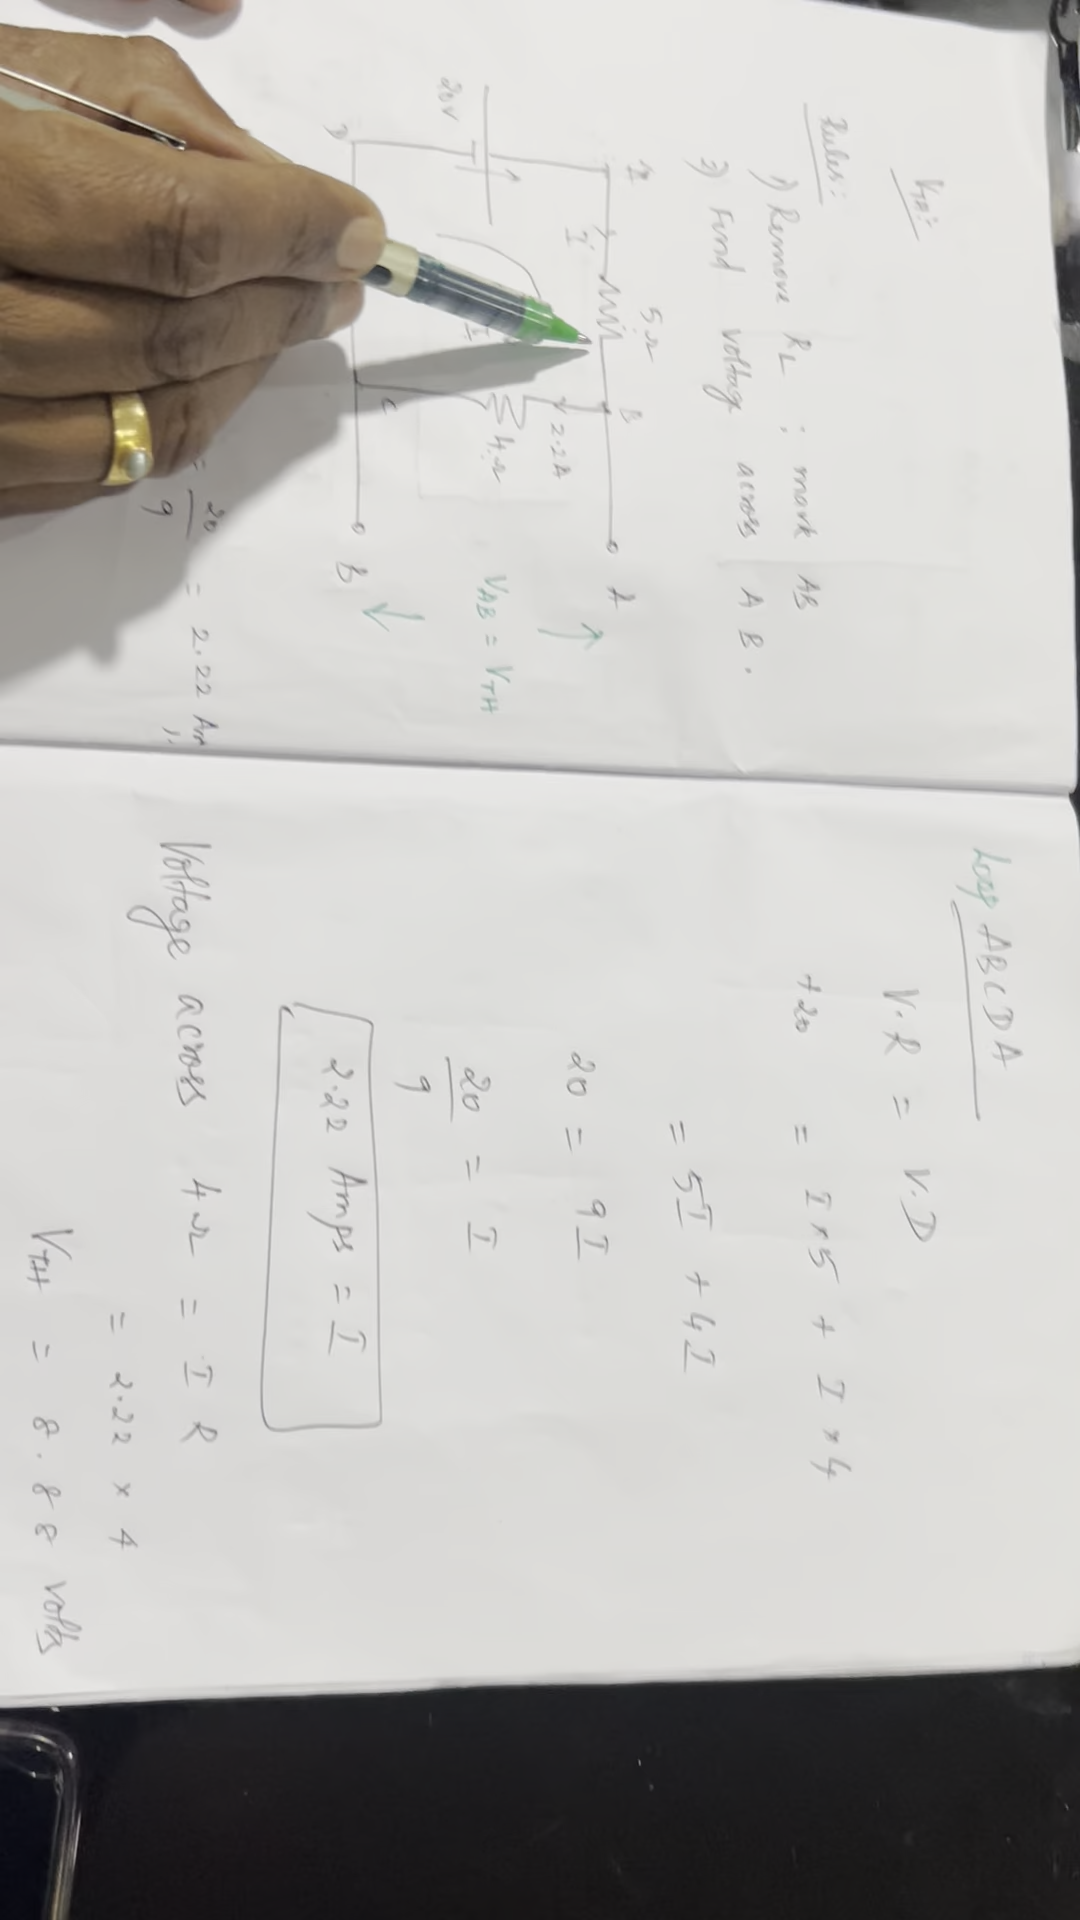 VTH:
Rules:
1) Remove RL ; mark AB
2) Find voltage across A B.
5Ω
A
I
B
A
20V
2.2A
4Ω
I
VAB = VTH
D
C
B
= 20/9 = 2.22 Am
Loop ABCDA
V.R = V.D
+20 = I×5 + I×4
= 5I + 4I
20 = 9I
20/9 = I
2.22 Amps = I
Voltage across 4Ω = I R
= 2.22 × 4
VTH = 8.88 volts